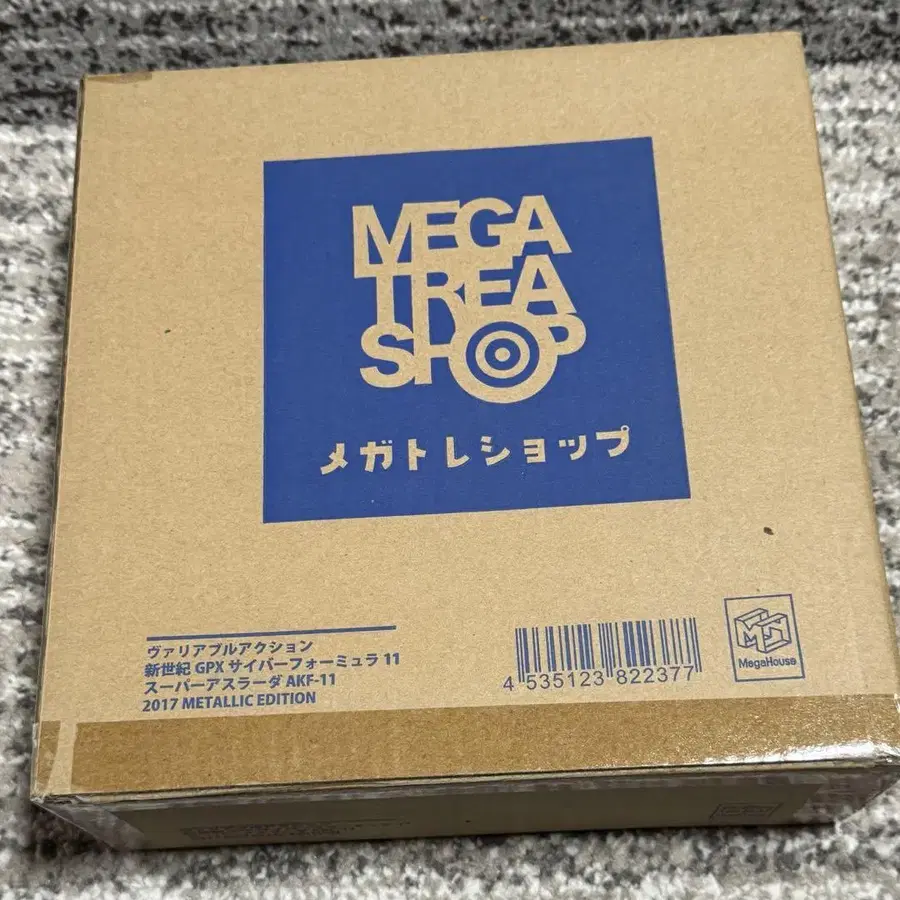 MEGA
TREA
SHOP
メガトレショップ
ヴァリアブルアクション
新世紀 GPX サイバーフォーミュラ 11
スーパーアスラーダ AKF-11
2017 METALLIC EDITION
4 535123 822377
MegaHouse